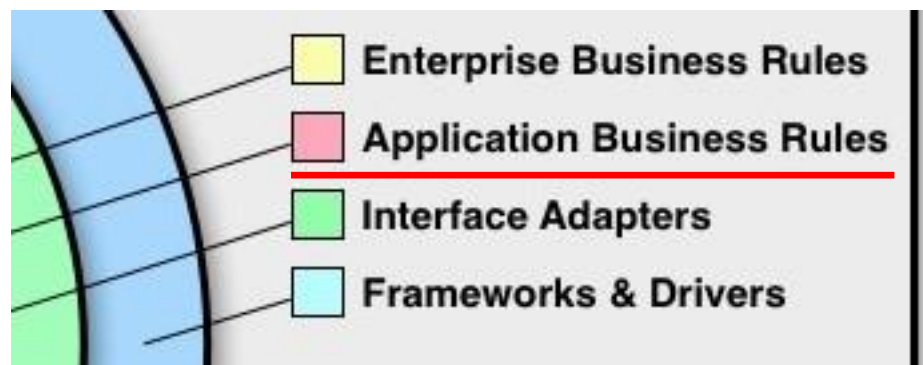 Enterprise Business Rules
Application Business Rules
Interface Adapters
Frameworks & Drivers